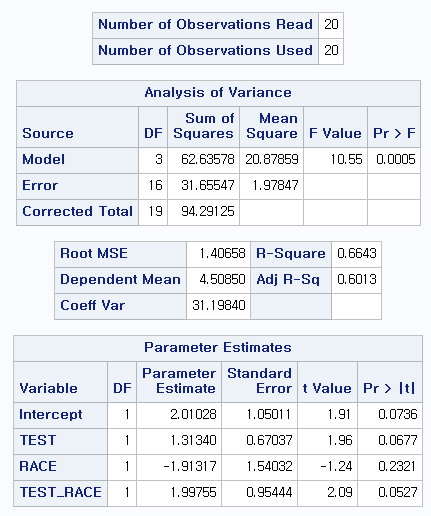 Number of Observations Read 20
Number of Observations Used 20
Analysis of Variance
Source DF Sum of Squares Mean Square F Value Pr > F
Model 3 62.63578 20.87859 10.55 0.0005
Error 16 31.65547 1.97847
Corrected Total 19 94.29125
Root MSE 1.40658 R-Square 0.6643
Dependent Mean 4.50850 Adj R-Sq 0.6013
Coeff Var 31.19840
Parameter Estimates
Variable DF Parameter Estimate Standard Error t Value Pr > |t|
Intercept 1 2.01028 1.05011 1.91 0.0736
TEST 1 1.31340 0.67037 1.96 0.0677
RACE 1 -1.91317 1.54032 -1.24 0.2321
TEST_RACE 1 1.99755 0.95444 2.09 0.0527